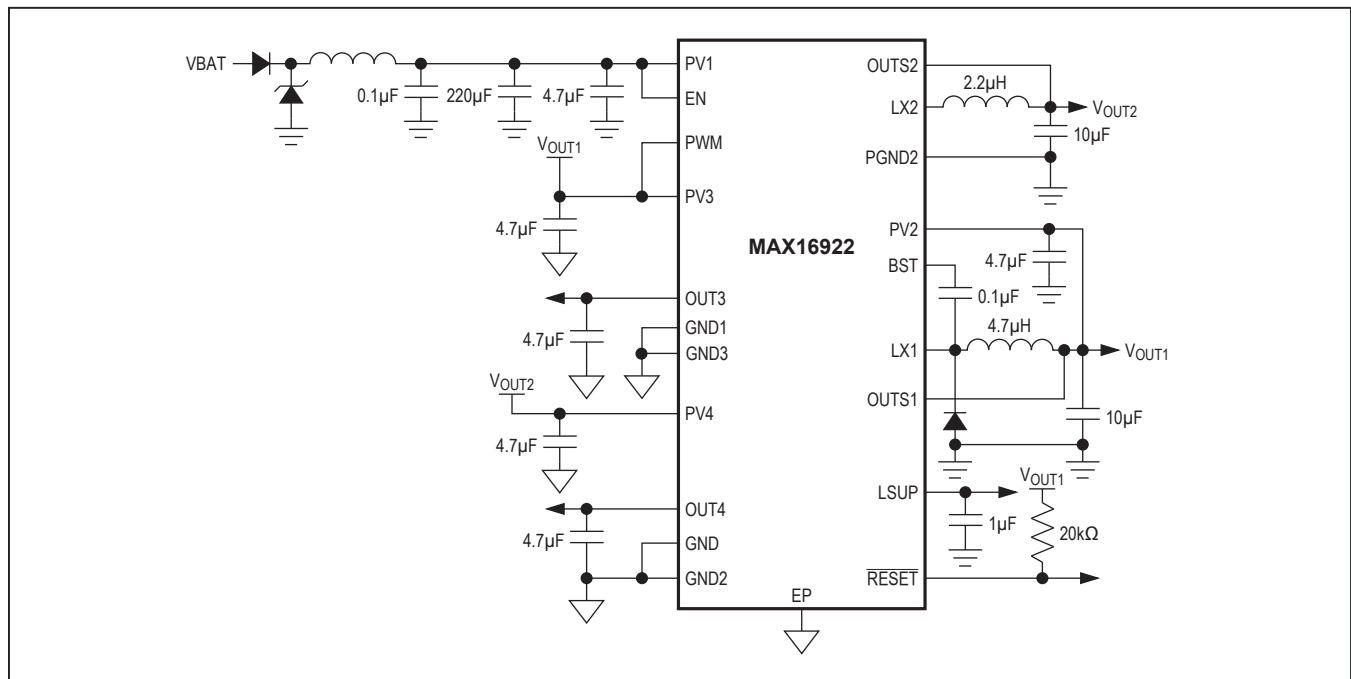 VBAT
0.1µF
220µF
4.7µF
PV1
EN
VOUT1
PWM
PV3
4.7µF
OUT3
4.7µF
GND1
GND3
VOUT2
PV4
4.7µF
OUT4
4.7µF
GND
GND2
MAX16922
EP
OUTS2
2.2µH
LX2
VOUT2
10µF
PGND2
PV2
4.7µF
BST
0.1µF
4.7µH
LX1
VOUT1
OUTS1
10µF
LSUP
VOUT1
1µF
20kΩ
RESET